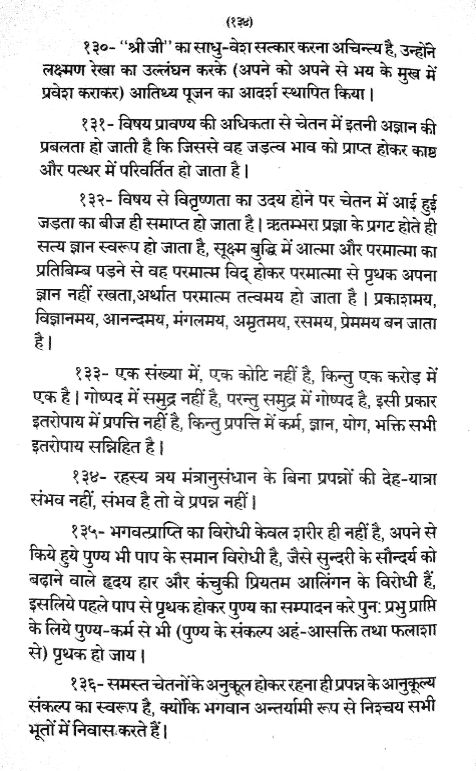 (१३४)
१३०- “श्री जी” का साधु-वेश सत्कार करना अचिन्त्य है, उन्होंने
लक्ष्मण रेखा का उल्लंघन करके (अपने को अपने से भय के मुख में
प्रवेश कराकर) आतिथ्य पूजन का आदर्श स्थापित किया।
१३१- विषय प्रावण्य की अधिकता से चेतन में इतनी अज्ञान की
प्रबलता हो जाती है कि जिससे वह जड़त्व भाव को प्राप्त होकर काष्ठ
और पत्थर में परिवर्तित हो जाता है।
१३२- विषय से वितृष्णता का उदय होने पर चेतन में आई हुई
जड़ता का बीज ही समाप्त हो जाता है। ऋतम्भरा प्रज्ञा के प्रगट होते ही
सत्य ज्ञान स्वरूप हो जाता है, सूक्ष्म बुद्धि में आत्मा और परमात्मा का
प्रतिबिम्ब पड़ने से वह परमात्म विद् होकर परमात्मा से पृथक अपना
ज्ञान नहीं रखता,अर्थात परमात्म तत्वमय हो जाता है। प्रकाशमय,
विज्ञानमय, आनन्दमय, मंगलमय, अमृतमय, रसमय, प्रेममय बन जाता
है।
१३३- एक संख्या में, एक कोटि नहीं है, किन्तु एक करोड़ में
एक है। गोष्पद में समुद्र नहीं है, परन्तु समुद्र में गोष्पद है, इसी प्रकार
इतरोपाय में प्रपत्ति नहीं है, किन्तु प्रपत्ति में कर्म, ज्ञान, योग, भक्ति सभी
इतरोपाय सन्निहित है।
१३४- रहस्य त्रय मंत्रानुसंधान के बिना प्रपन्नों की देह-यात्रा
संभव नहीं, संभव है तो वे प्रपन्न नहीं।
१३५- भगवत्प्राप्ति का विरोधी केवल शरीर ही नहीं है, अपने से
किये हुये पुण्य भी पाप के समान विरोधी है, जैसे सुन्दरी के सौन्दर्य को
बढ़ाने वाले हृदय हार और कंचुकी प्रियतम आलिंगन के विरोधी हैं,
इसलिये पहले पाप से पृथक होकर पुण्य का सम्पादन करे पुन: प्रभु प्राप्ति
के लिये पुण्य-कर्म से भी (पुण्य के संकल्प अहं-आसक्ति तथा फलाशा
से) पृथक हो जाय।
१३६- समस्त चेतनों के अनुकूल होकर रहना ही प्रपन्न के आनुकूल्य
संकल्प का स्वरूप है, क्योंकि भगवान अन्तर्यामी रूप से निश्चय सभी
भूतों में निवास करते हैं।